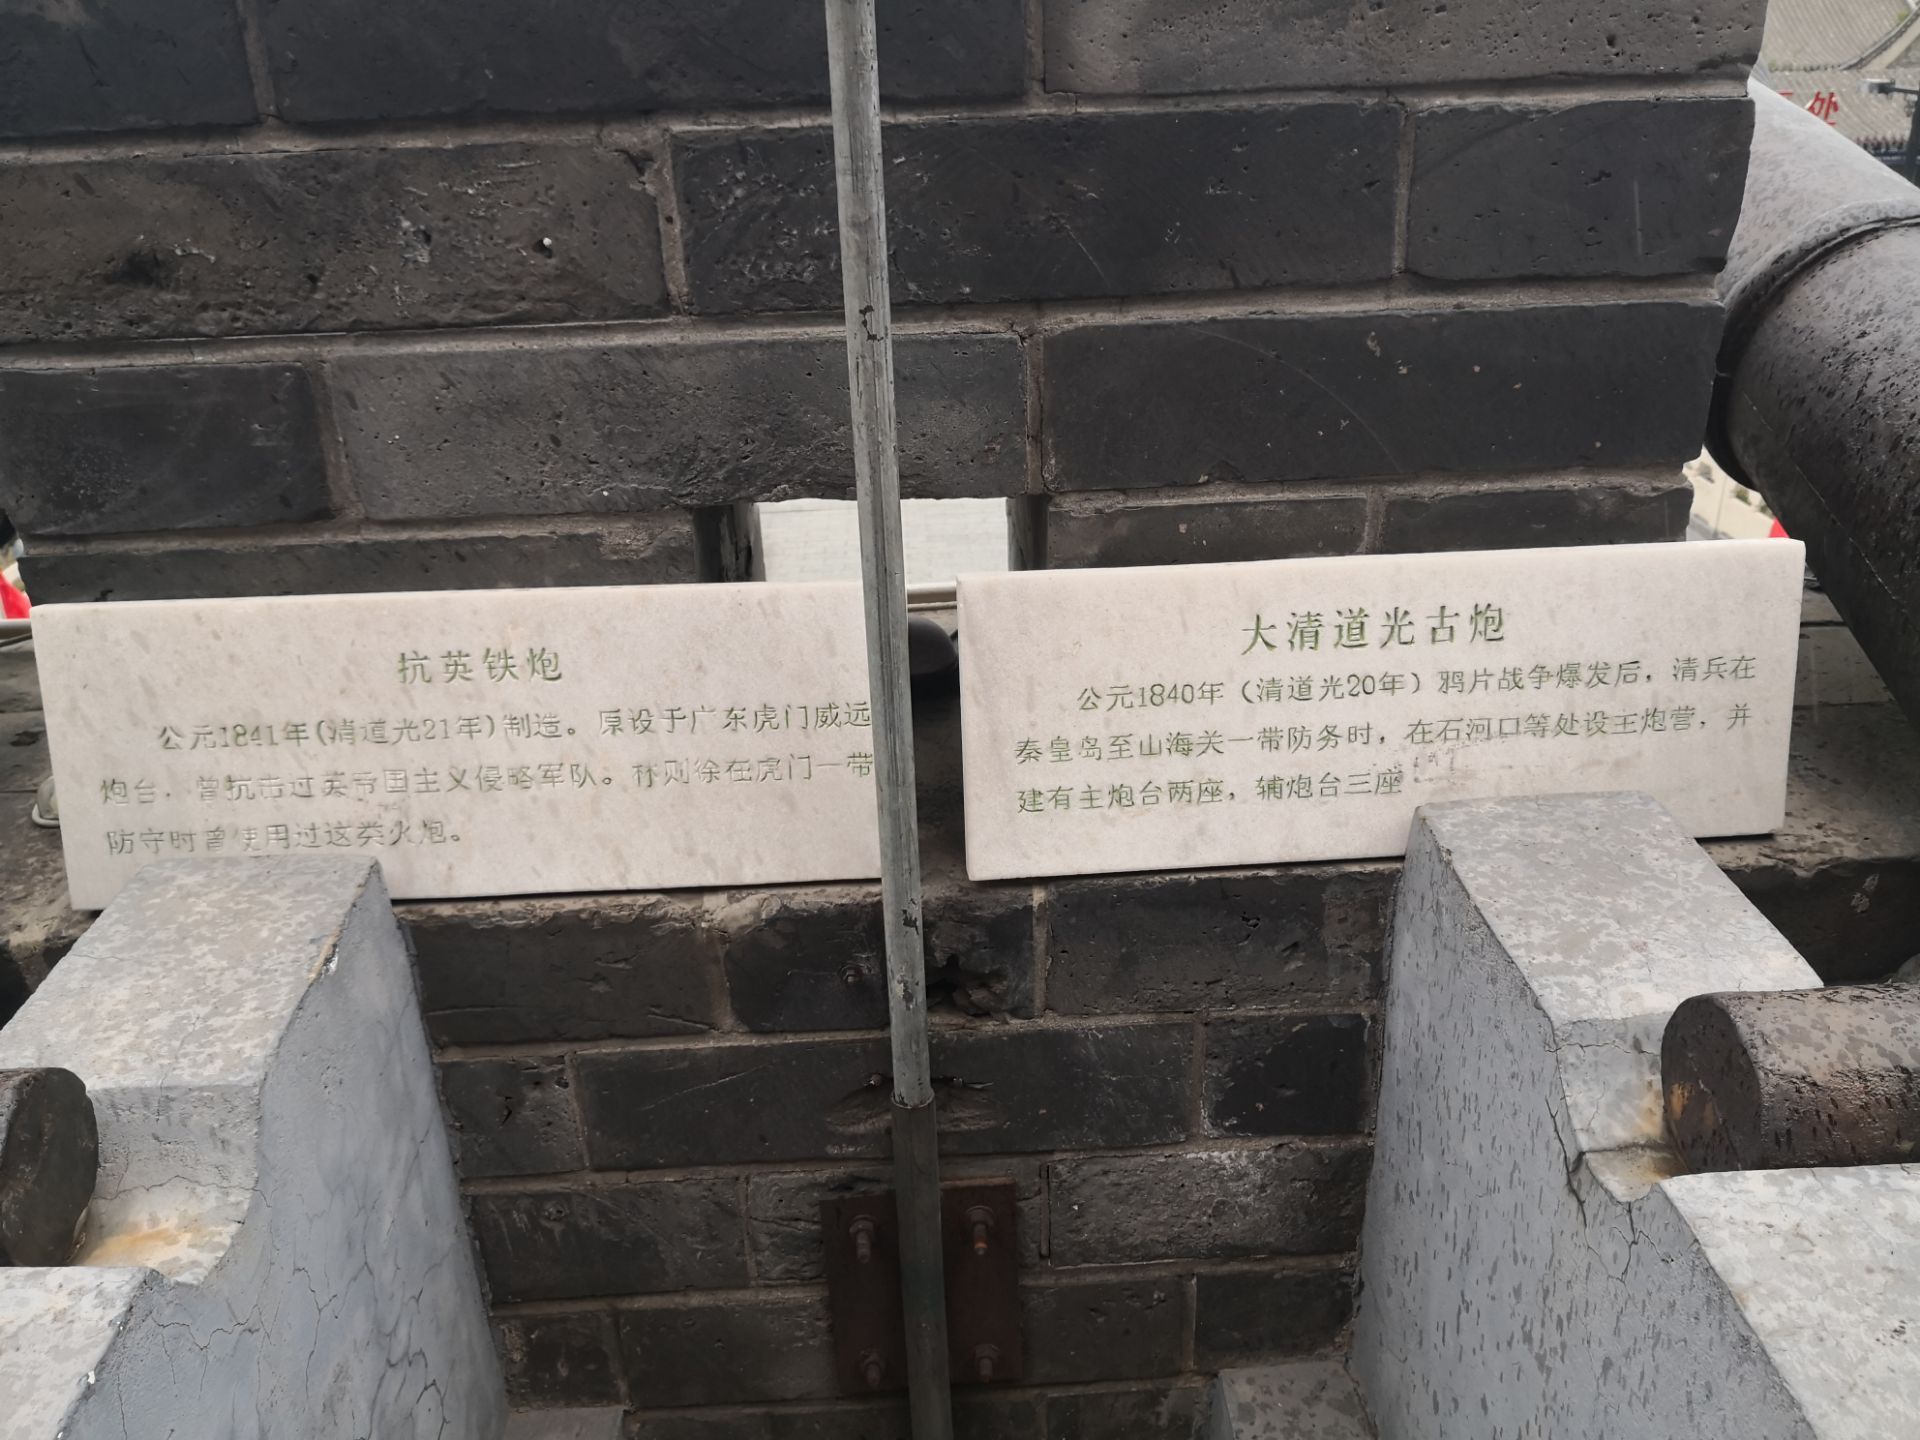 处
抗英铁炮
公元1841年(清道光21年)制造。原设于广东虎门威远
炮台，曾抗击过英帝国主义侵略军队。林则徐在虎门一带
防守时曾使用过这类火炮。
大清道光古炮
公元1840年（清道光20年）鸦片战争爆发后，清兵在
秦皇岛至山海关一带防务时，在石河口等处设主炮营，并
建有主炮台两座，辅炮台三座